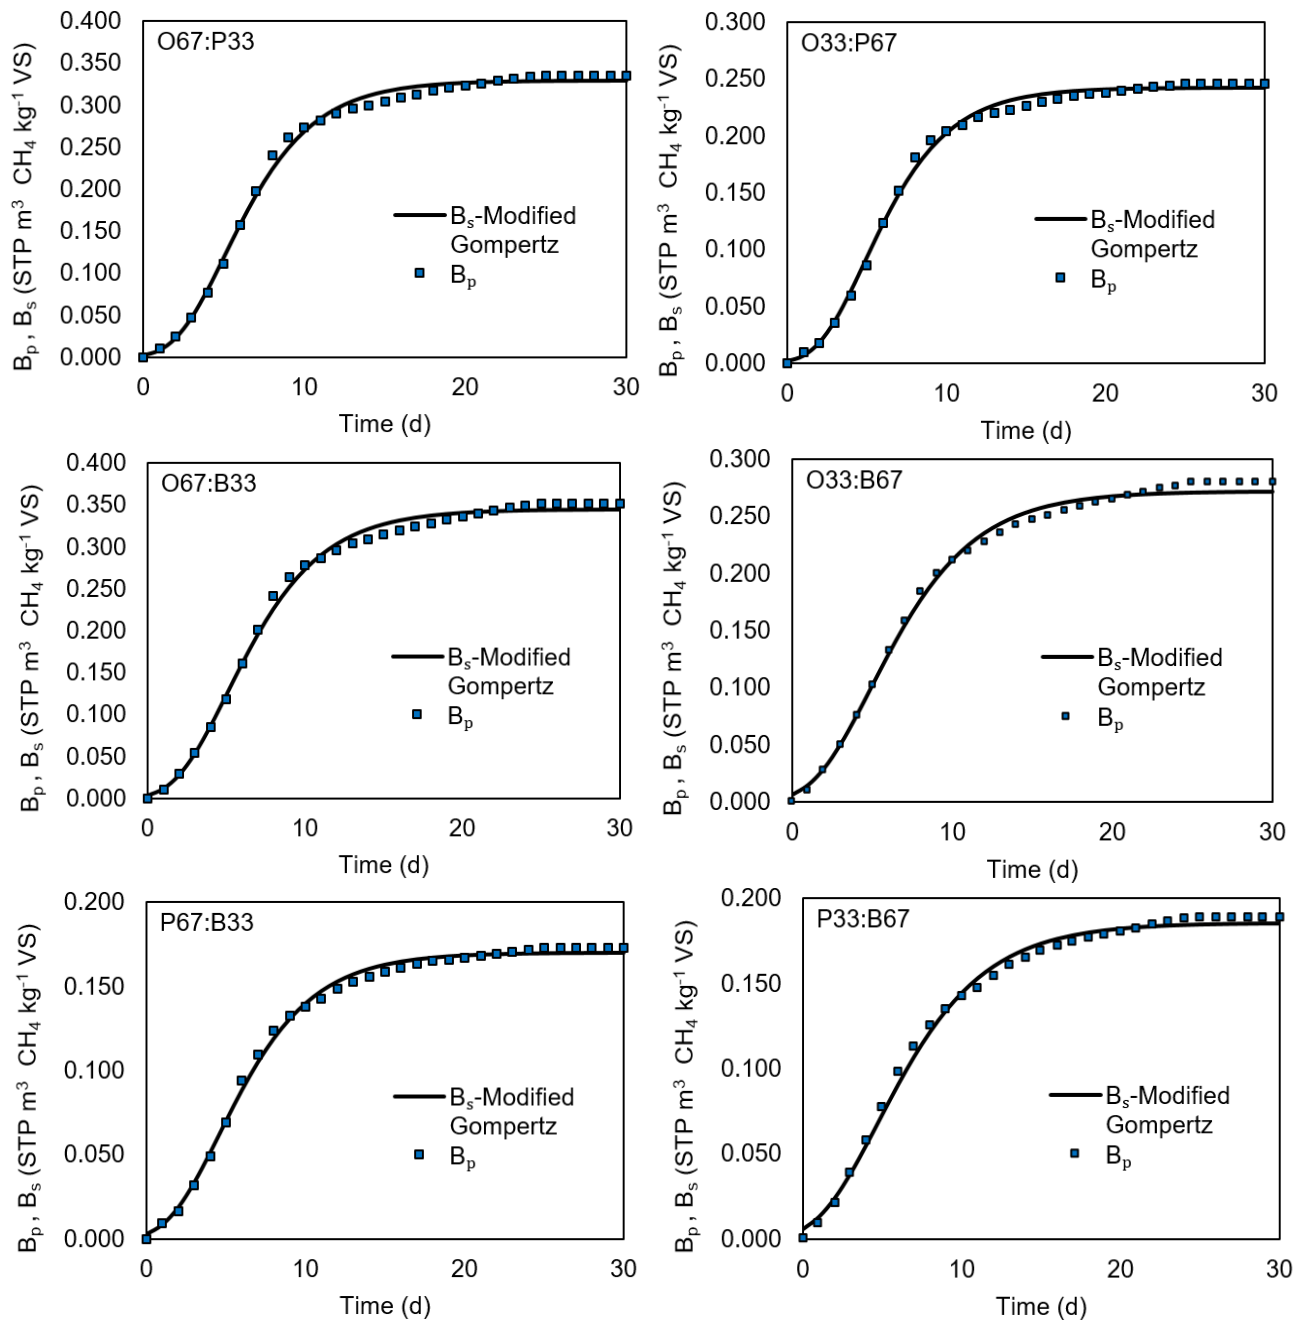 O67:P33
0.400
0.350
0.300
0.250
0.200
0.150
0.100
0.050
0.000
0 10 20 30
Time (d)
Bₚ, Bₛ (STP m³ CH₄ kg⁻¹ VS)
Bₛ-Modified
Gompertz
Bₚ
O33:P67
0.300
0.250
0.200
0.150
0.100
0.050
0.000
0 10 20 30
Time (d)
Bₚ, Bₛ (STP m³ CH₄ kg⁻¹ VS)
Bₛ-Modified
Gompertz
Bₚ
O67:B33
0.400
0.350
0.300
0.250
0.200
0.150
0.100
0.050
0.000
0 10 20 30
Time (d)
Bₚ, Bₛ (STP m³ CH₄ kg⁻¹ VS)
Bₛ-Modified
Gompertz
Bₚ
O33:B67
0.300
0.250
0.200
0.150
0.100
0.050
0.000
0 10 20 30
Time (d)
Bₚ, Bₛ (STP m³ CH₄ kg⁻¹ VS)
Bₛ-Modified
Gompertz
Bₚ
P67:B33
0.200
0.150
0.100
0.050
0.000
0 10 20 30
Time (d)
Bₚ, Bₛ (STP m³ CH₄ kg⁻¹ VS)
Bₛ-Modified
Gompertz
Bₚ
P33:B67
0.200
0.150
0.100
0.050
0.000
0 10 20 30
Time (d)
Bₚ, Bₛ (STP m³ CH₄ kg⁻¹ VS)
Bₛ-Modified
Gompertz
Bₚ